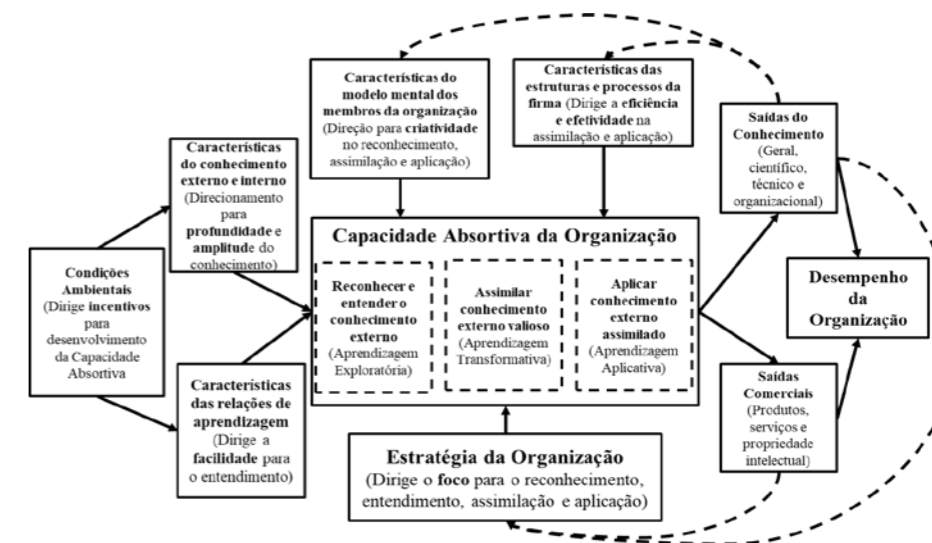 Características do
modelo mental dos
membros da organização
(Direção para criatividade
no reconhecimento,
assimilação e aplicação)
Características das
estruturas e processos da
firma (Dirige a eficiência
e efetividade na
assimilação e aplicação)
Saídas do
Conhecimento
(Geral,
científico,
técnico e
organizacional)
Características
do conhecimento
externo e interno
(Direcionamento
para
profundidade e
amplitude do
conhecimento)
Condições
Ambientais
(Dirige incentivos
para
desenvolvimento
da Capacidade
Absortiva
Características
das relações de
aprendizagem
(Dirige a
facilidade para
o entendimento)
Capacidade Absortiva da Organização
Reconhecer e
entender o
conhecimento
externo
(Aprendizagem
Exploratória)
Assimilar
conhecimento
externo valioso
(Aprendizagem
Transformativa)
Aplicar
conhecimento
externo
assimilado
(Aprendizagem
Aplicativa)
Desempenho
da
Organização
Saídas
Comerciais
(Produtos,
serviços e
propriedade
intelectual)
Estratégia da Organização
(Dirige o foco para o reconhecimento,
entendimento, assimilação e aplicação)